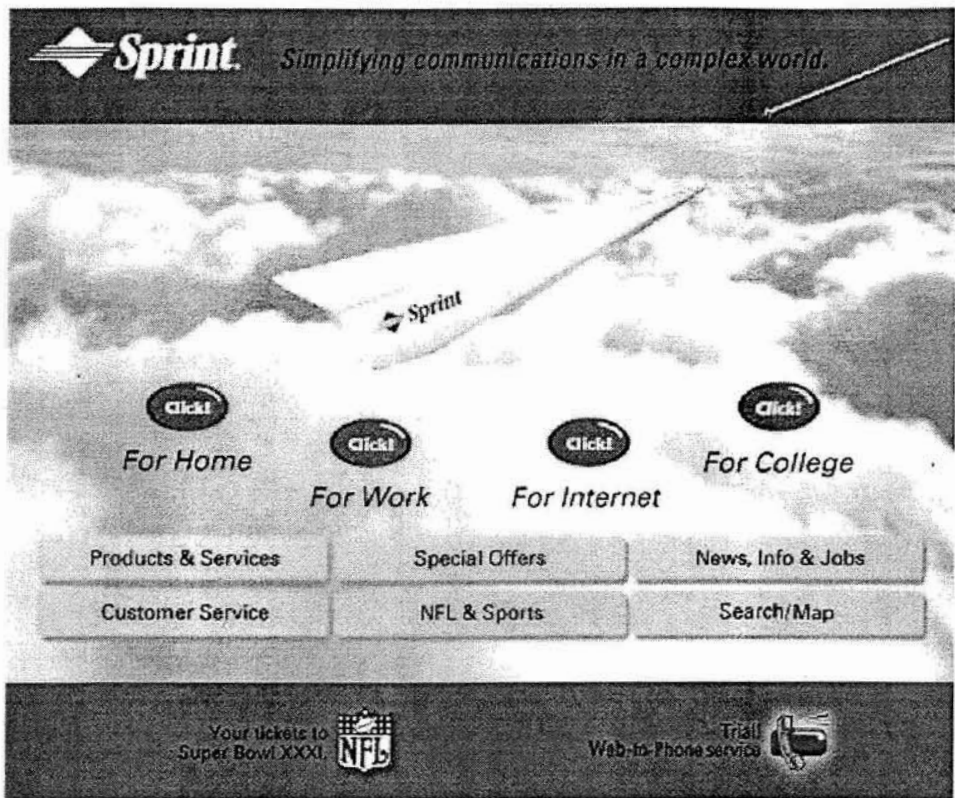 Sprint. Simplifying communications in a complex world.
Sprint
Click! Click! Click! Click!
For Home For College
For Work For Internet
Products & Services Special Offers News, Info & Jobs
Customer Service NFL & Sports Search/Map
Your tickets to
Super Bowl XXXI.
NFL
Trial!
Web-to-Phone service